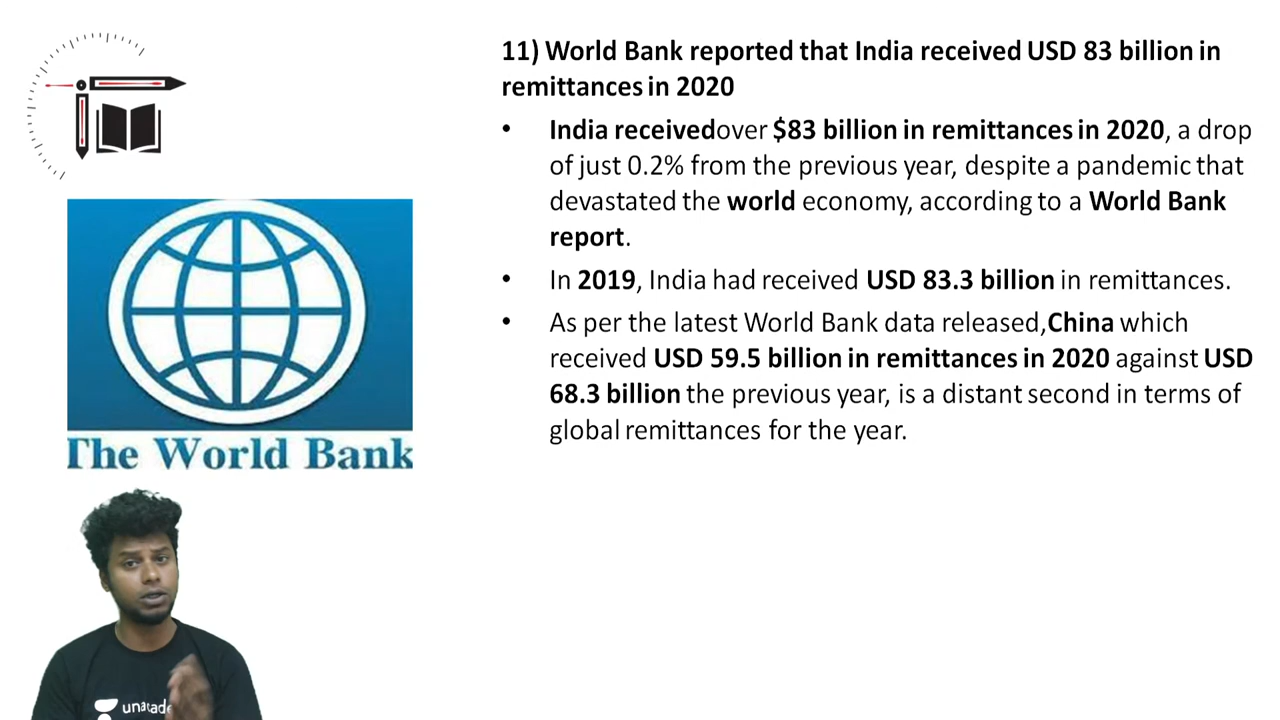 11) World Bank reported that India received USD 83 billion in
remittances in 2020
• India receivedover $83 billion in remittances in 2020, a drop
of just 0.2% from the previous year, despite a pandemic that
devastated the world economy, according to a World Bank
report.
• In 2019, India had received USD 83.3 billion in remittances.
• As per the latest World Bank data released,China which
received USD 59.5 billion in remittances in 2020 against USD
68.3 billion the previous year, is a distant second in terms of
global remittances for the year.
The World Bank